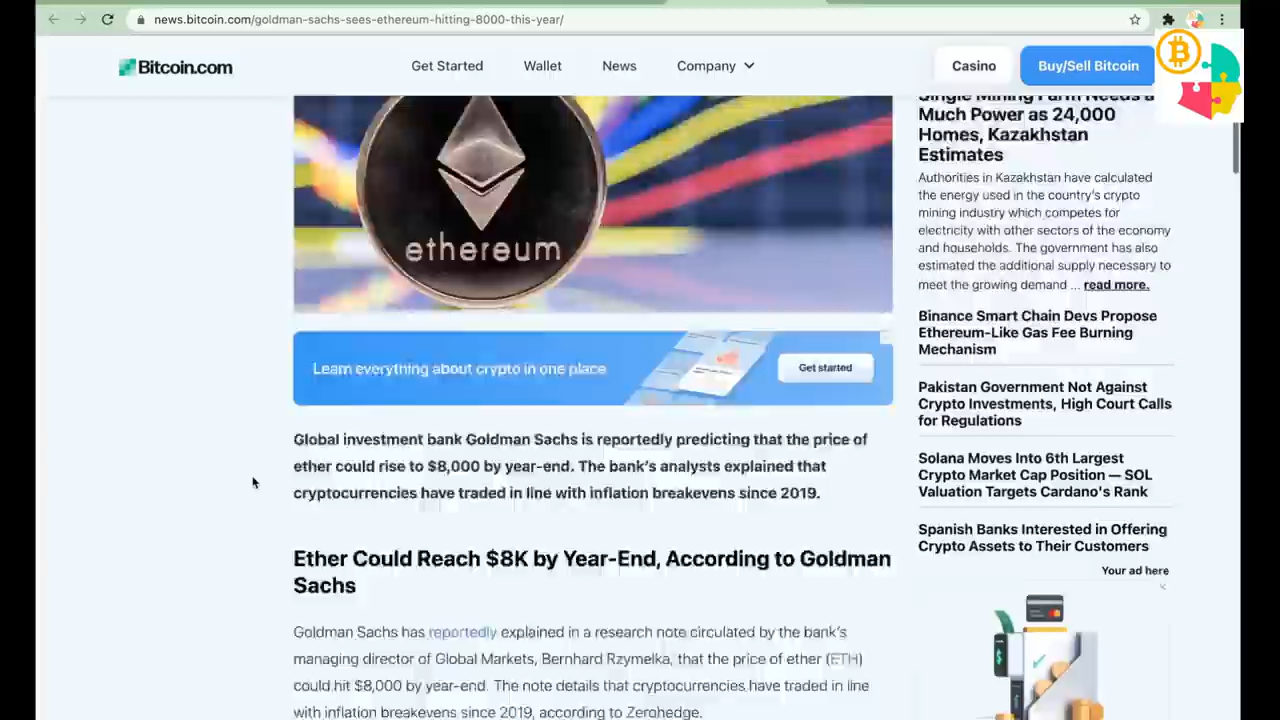 news.bitcoin.com/goldman-sachs-sees-ethereum-hitting-8000-this-year/
Bitcoin.com
Get Started
Wallet
News
Company
Casino
Buy/Sell Bitcoin
ethereum
Learn everything about crypto in one place
Get started
Global investment bank Goldman Sachs is reportedly predicting that the price of
ether could rise to $8,000 by year-end. The bank's analysts explained that
cryptocurrencies have traded in line with inflation breakevens since 2019.
Ether Could Reach $8K by Year-End, According to Goldman
Sachs
Goldman Sachs has reportedly explained in a research note circulated by the bank's
managing director of Global Markets, Bernhard Rzymelka, that the price of ether (ETH)
could hit $8,000 by year-end. The note details that cryptocurrencies have traded in line
with inflation breakevens since 2019, according to Zerohedge.
Single Mining Farm Needs a
Much Power as 24,000
Homes, Kazakhstan
Estimates
Authorities in Kazakhstan have calculated
the energy used in the country's crypto
mining industry which competes for
electricity with other sectors of the economy
and households. The government has also
estimated the additional supply necessary to
meet the growing demand ... read more.
Binance Smart Chain Devs Propose
Ethereum-Like Gas Fee Burning
Mechanism
Pakistan Government Not Against
Crypto Investments, High Court Calls
for Regulations
Solana Moves Into 6th Largest
Crypto Market Cap Position — SOL
Valuation Targets Cardano's Rank
Spanish Banks Interested in Offering
Crypto Assets to Their Customers
Your ad here